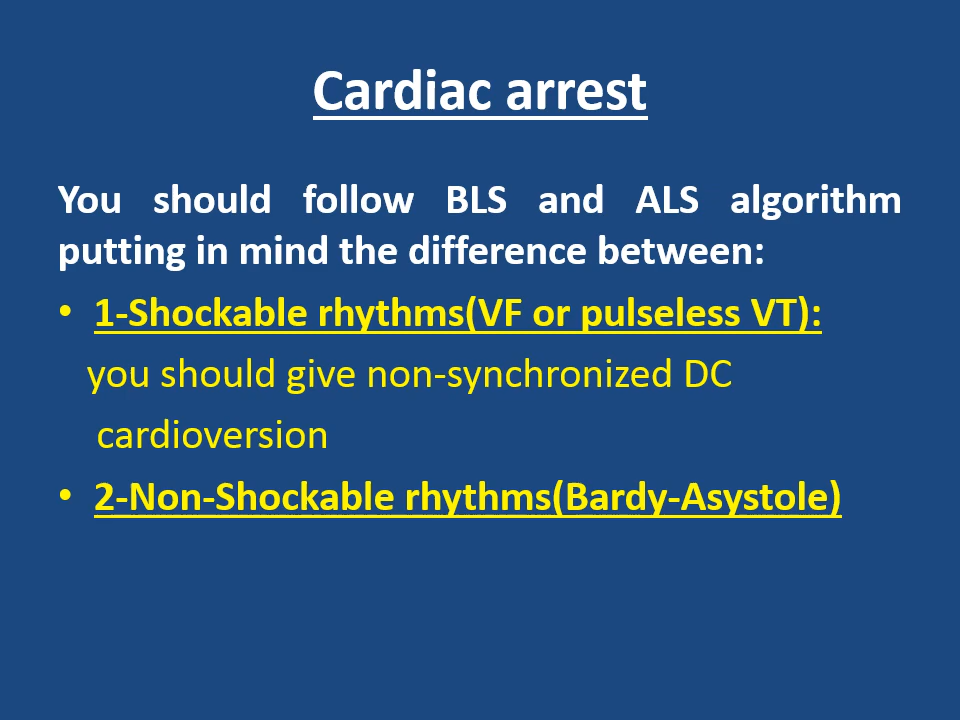 Cardiac arrest
You should follow BLS and ALS algorithm
putting in mind the difference between:
• 1-Shockable rhythms(VF or pulseless VT):
you should give non-synchronized DC
cardioversion
• 2-Non-Shockable rhythms(Bardy-Asystole)